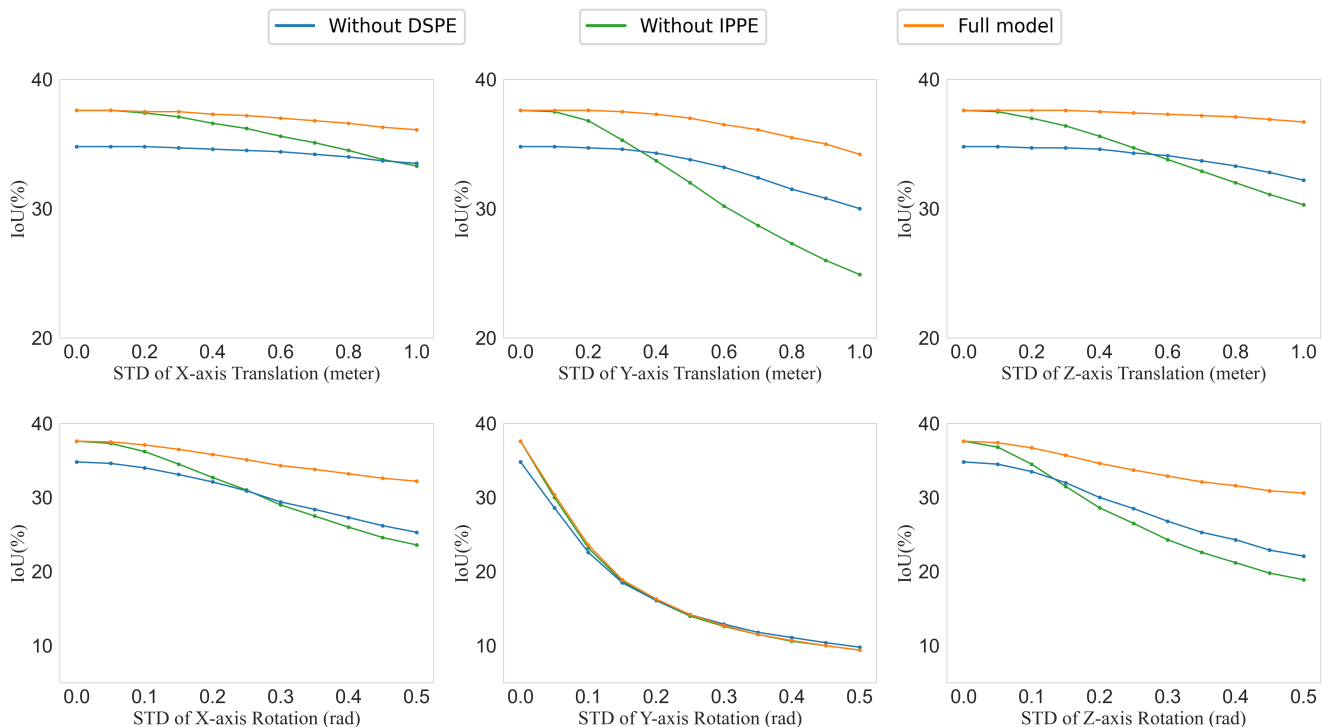 Without DSPE Without IPPE Full model
40
30
20
IoU(%)
0.0 0.2 0.4 0.6 0.8 1.0
STD of X-axis Translation (meter)
40
30
20
IoU(%)
0.0 0.2 0.4 0.6 0.8 1.0
STD of Y-axis Translation (meter)
40
30
20
IoU(%)
0.0 0.2 0.4 0.6 0.8 1.0
STD of Z-axis Translation (meter)
40
30
20
10
IoU(%)
0.0 0.1 0.2 0.3 0.4 0.5
STD of X-axis Rotation (rad)
40
30
20
10
IoU(%)
0.0 0.1 0.2 0.3 0.4 0.5
STD of Y-axis Rotation (rad)
40
30
20
10
IoU(%)
0.0 0.1 0.2 0.3 0.4 0.5
STD of Z-axis Rotation (rad)